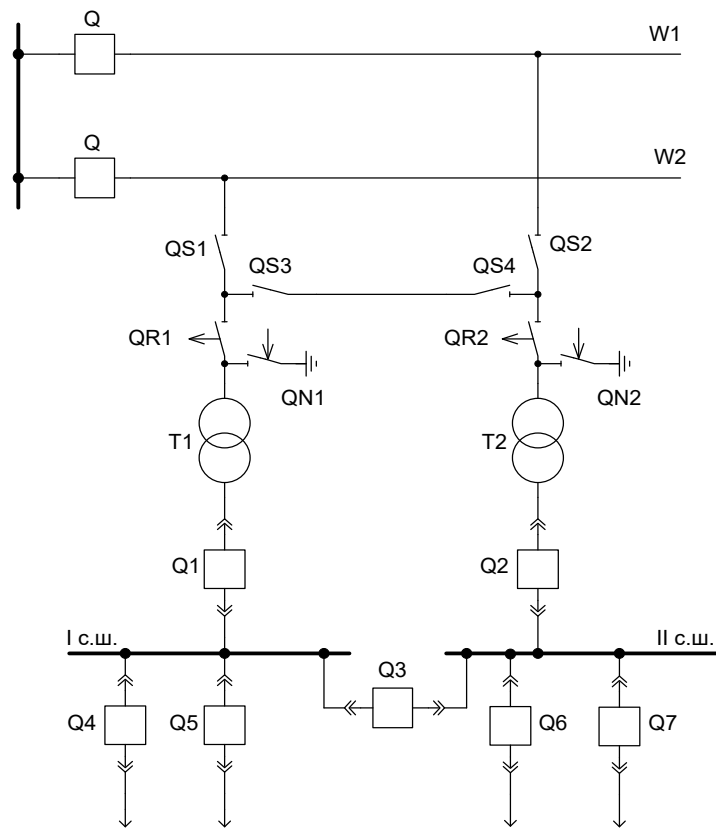 Q
W1
Q
W2
QS1
QS2
QS3
QS4
QR1
QR2
QN1
QN2
T1
T2
Q1
Q2
I с.ш.
II с.ш.
Q3
Q4
Q5
Q6
Q7